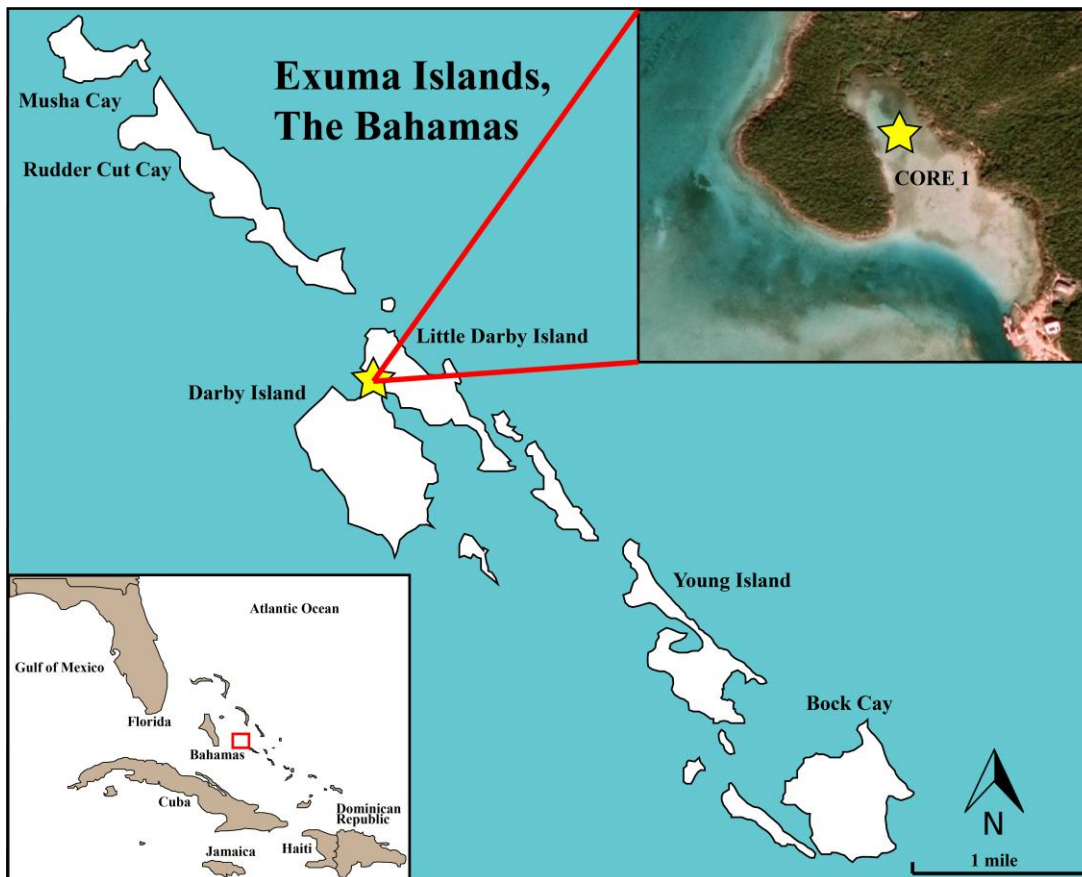 Exuma Islands,
The Bahamas
Musha Cay
Rudder Cut Cay
CORE 1
Little Darby Island
Darby Island
Young Island
Bock Cay
N
1 mile
Atlantic Ocean
Gulf of Mexico
Florida
Bahamas
Cuba
Dominican
Republic
Haiti
Jamaica